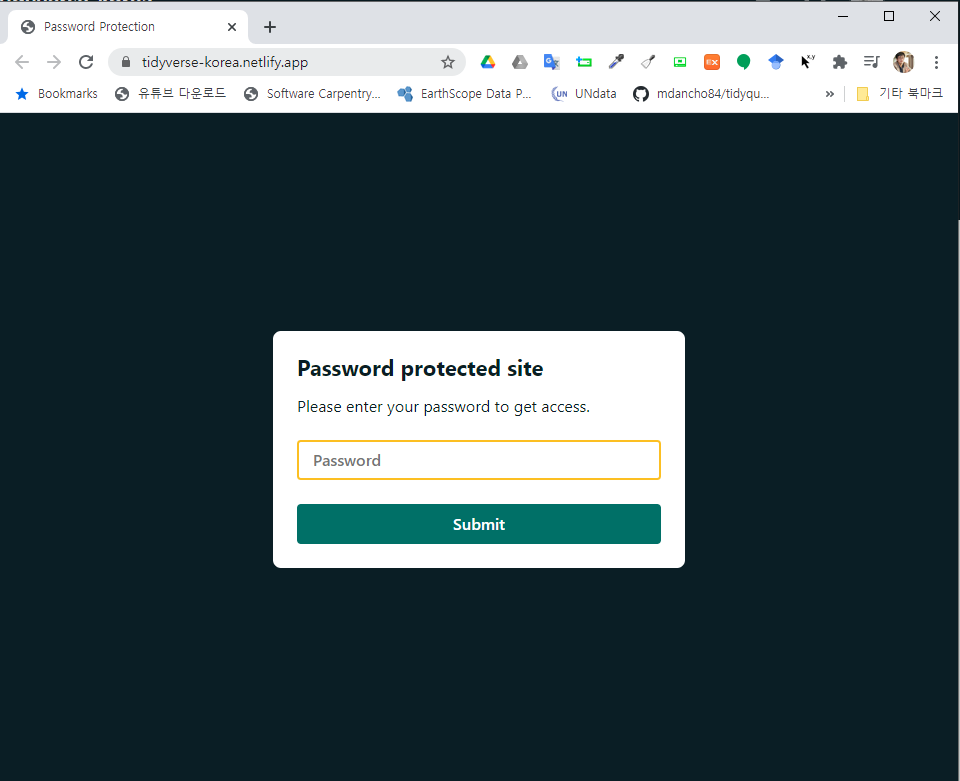 Password Protection
tidyverse-korea.netlify.app
Bookmarks 유튜브 다운로드 Software Carpentry... EarthScope Data P... UNdata mdancho84/tidyqu... » 기타 북마크
Password protected site
Please enter your password to get access.
Password
Submit